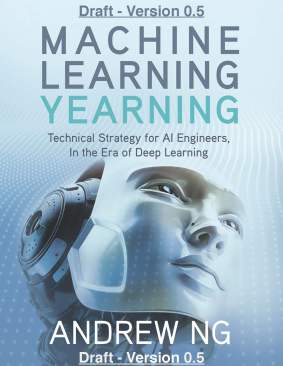 Draft - Version 0.5
MACHINE
LEARNING
YEARNING
Technical Strategy for AI Engineers,
In the Era of Deep Learning
ANDREW NG
Draft - Version 0.5